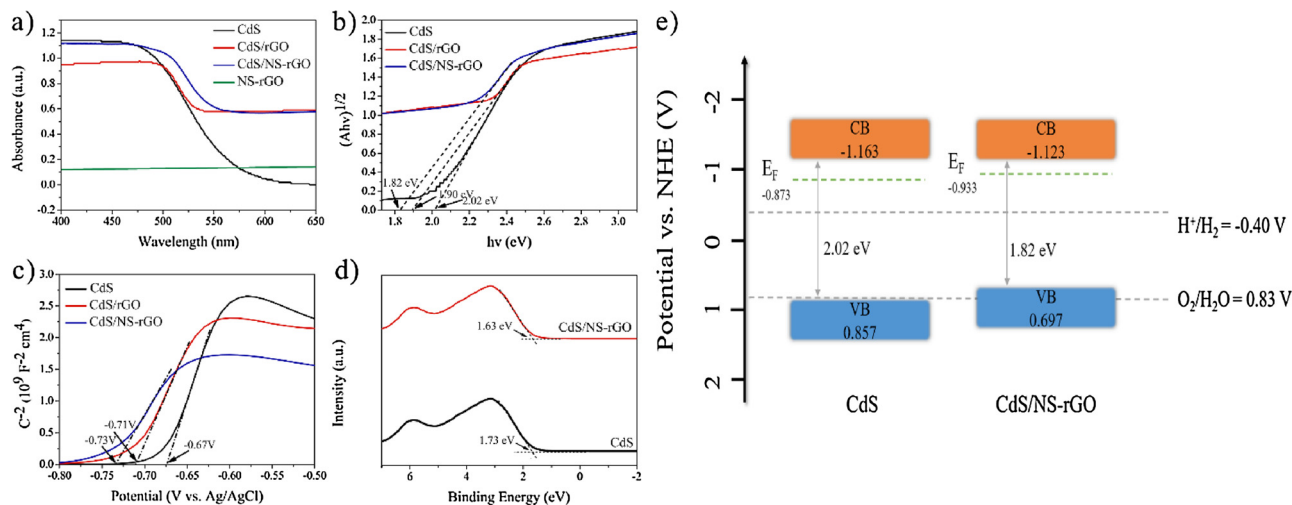 a)
CdS
CdS/rGO
CdS/NS-rGO
NS-rGO
1.2
1.0
0.8
0.6
0.4
0.2
0.0
-0.2
400
450
500
550
600
650
Absorbance (a.u.)
Wavelength (nm)
b)
CdS
CdS/rGO
CdS/NS-rGO
2.0
1.8
1.6
1.4
1.2
1.0
0.8
0.6
0.4
0.2
0.0
1.82 eV
1.90 eV
2.02 eV
1.8
2.0
2.2
2.4
2.6
2.8
3.0
(Ahν)1/2
hν (eV)
c)
CdS
CdS/rGO
CdS/NS-rGO
3.0
2.5
2.0
1.5
1.0
0.5
0.0
-0.71V
-0.73V
-0.67V
-0.80
-0.75
-0.70
-0.65
-0.60
-0.55
-0.50
C-2 (109 F-2 cm4)
Potential (V vs. Ag/AgCl)
d)
1.63 eV
CdS/NS-rGO
1.73 eV
CdS
6
4
2
0
-2
Intensity (a.u.)
Binding Energy (eV)
e)
Potential vs. NHE (V)
-2
-1
0
1
2
CB
-1.163
EF
-0.873
2.02 eV
VB
0.857
CdS
CB
-1.123
EF
-0.933
1.82 eV
VB
0.697
CdS/NS-rGO
H+/H2 = -0.40 V
O2/H2O = 0.83 V